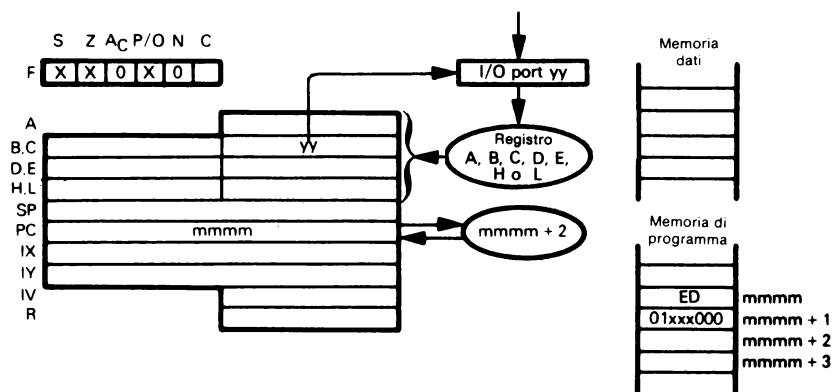 S Z AC P/O N C
F X X 0 X 0
I/O port yy
Memoria
dati
A
B,C yy
D,E
H,L
SP
PC mmmm
IX
IY
IV
R
Registro
A, B, C, D, E,
H o L
mmmm + 2
Memoria di
programma
ED mmmm
01xxx000 mmmm + 1
mmmm + 2
mmmm + 3